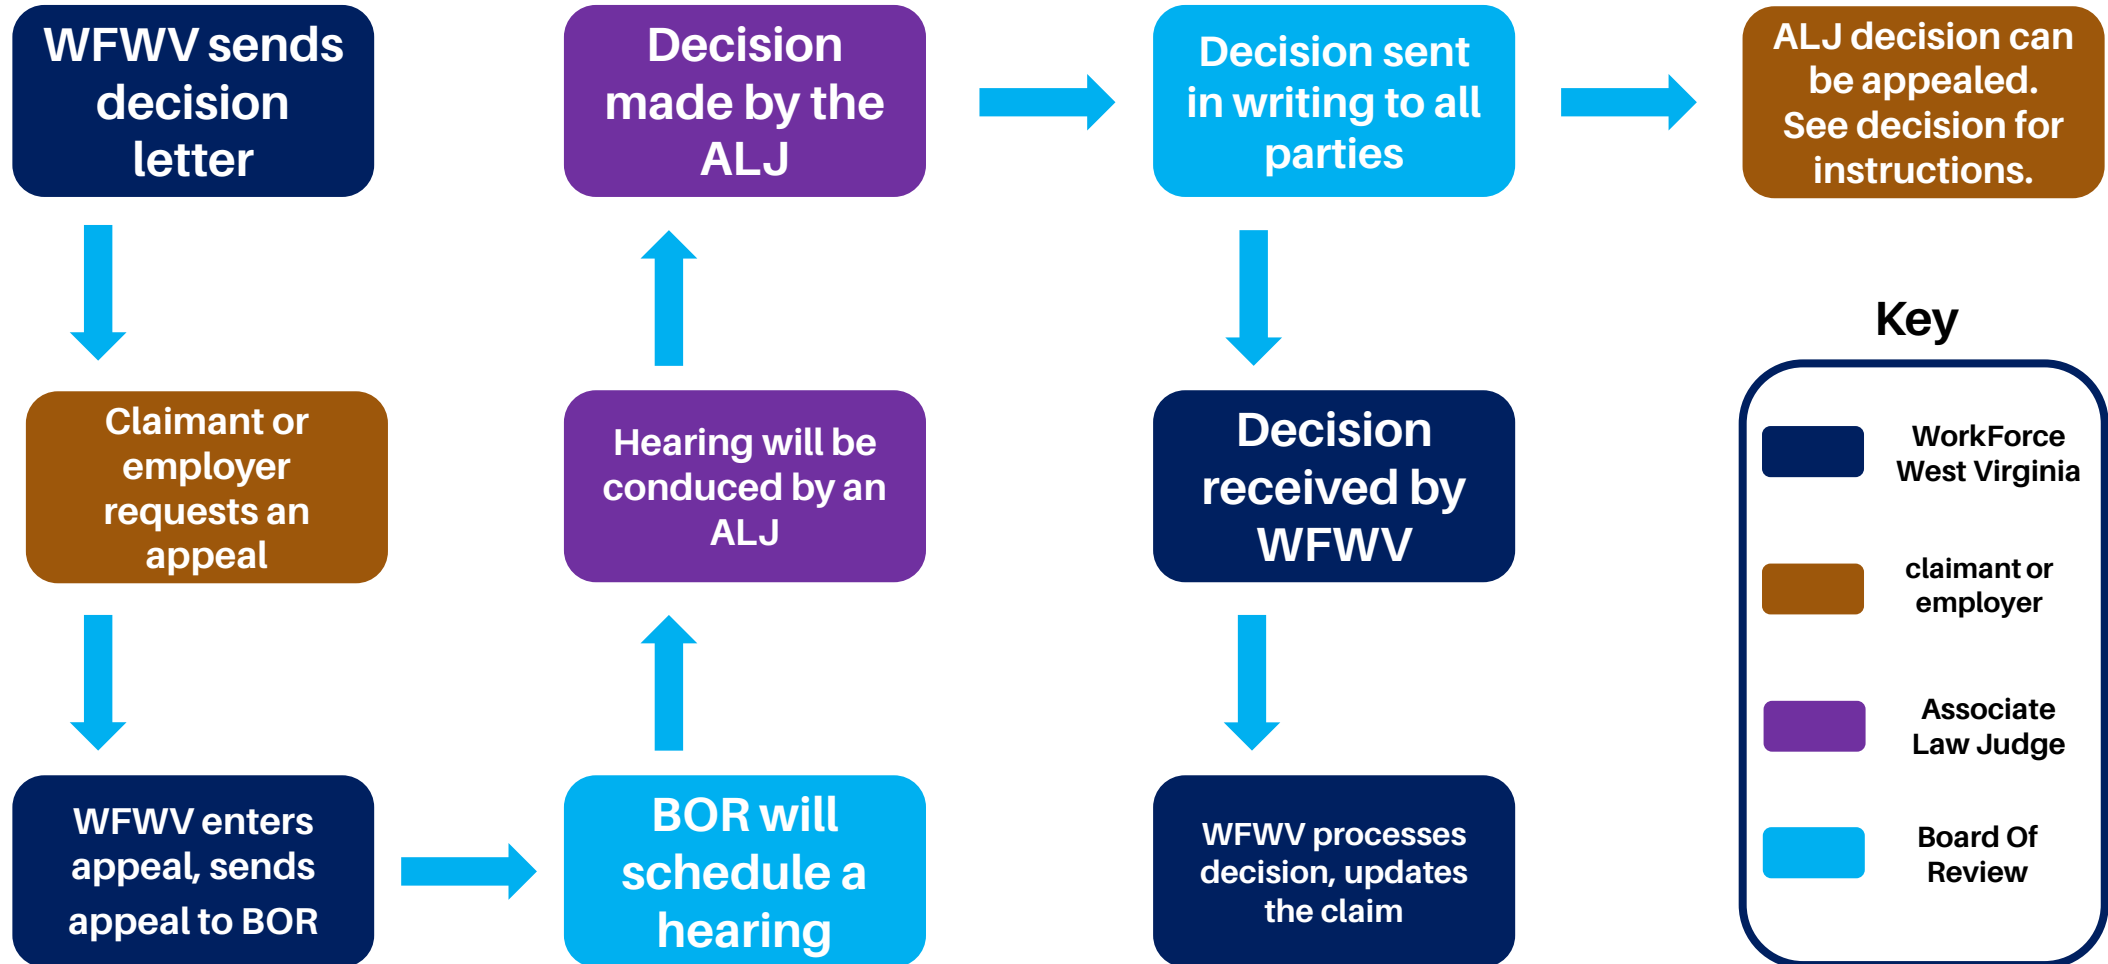 WFWV sends
decision
letter
Claimant or
employer
requests an
appeal
WFWV enters
appeal, sends
appeal to BOR
BOR will
schedule a
hearing
Hearing will be
conduced by an
ALJ
Decision
made by the
ALJ
Decision sent
in writing to all
parties
Decision
received by
WFWV
WFWV processes
decision, updates
the claim
ALJ decision can
be appealed.
See decision for
instructions.
Key
WorkForce
West Virginia
claimant or
employer
Associate
Law Judge
Board Of
Review